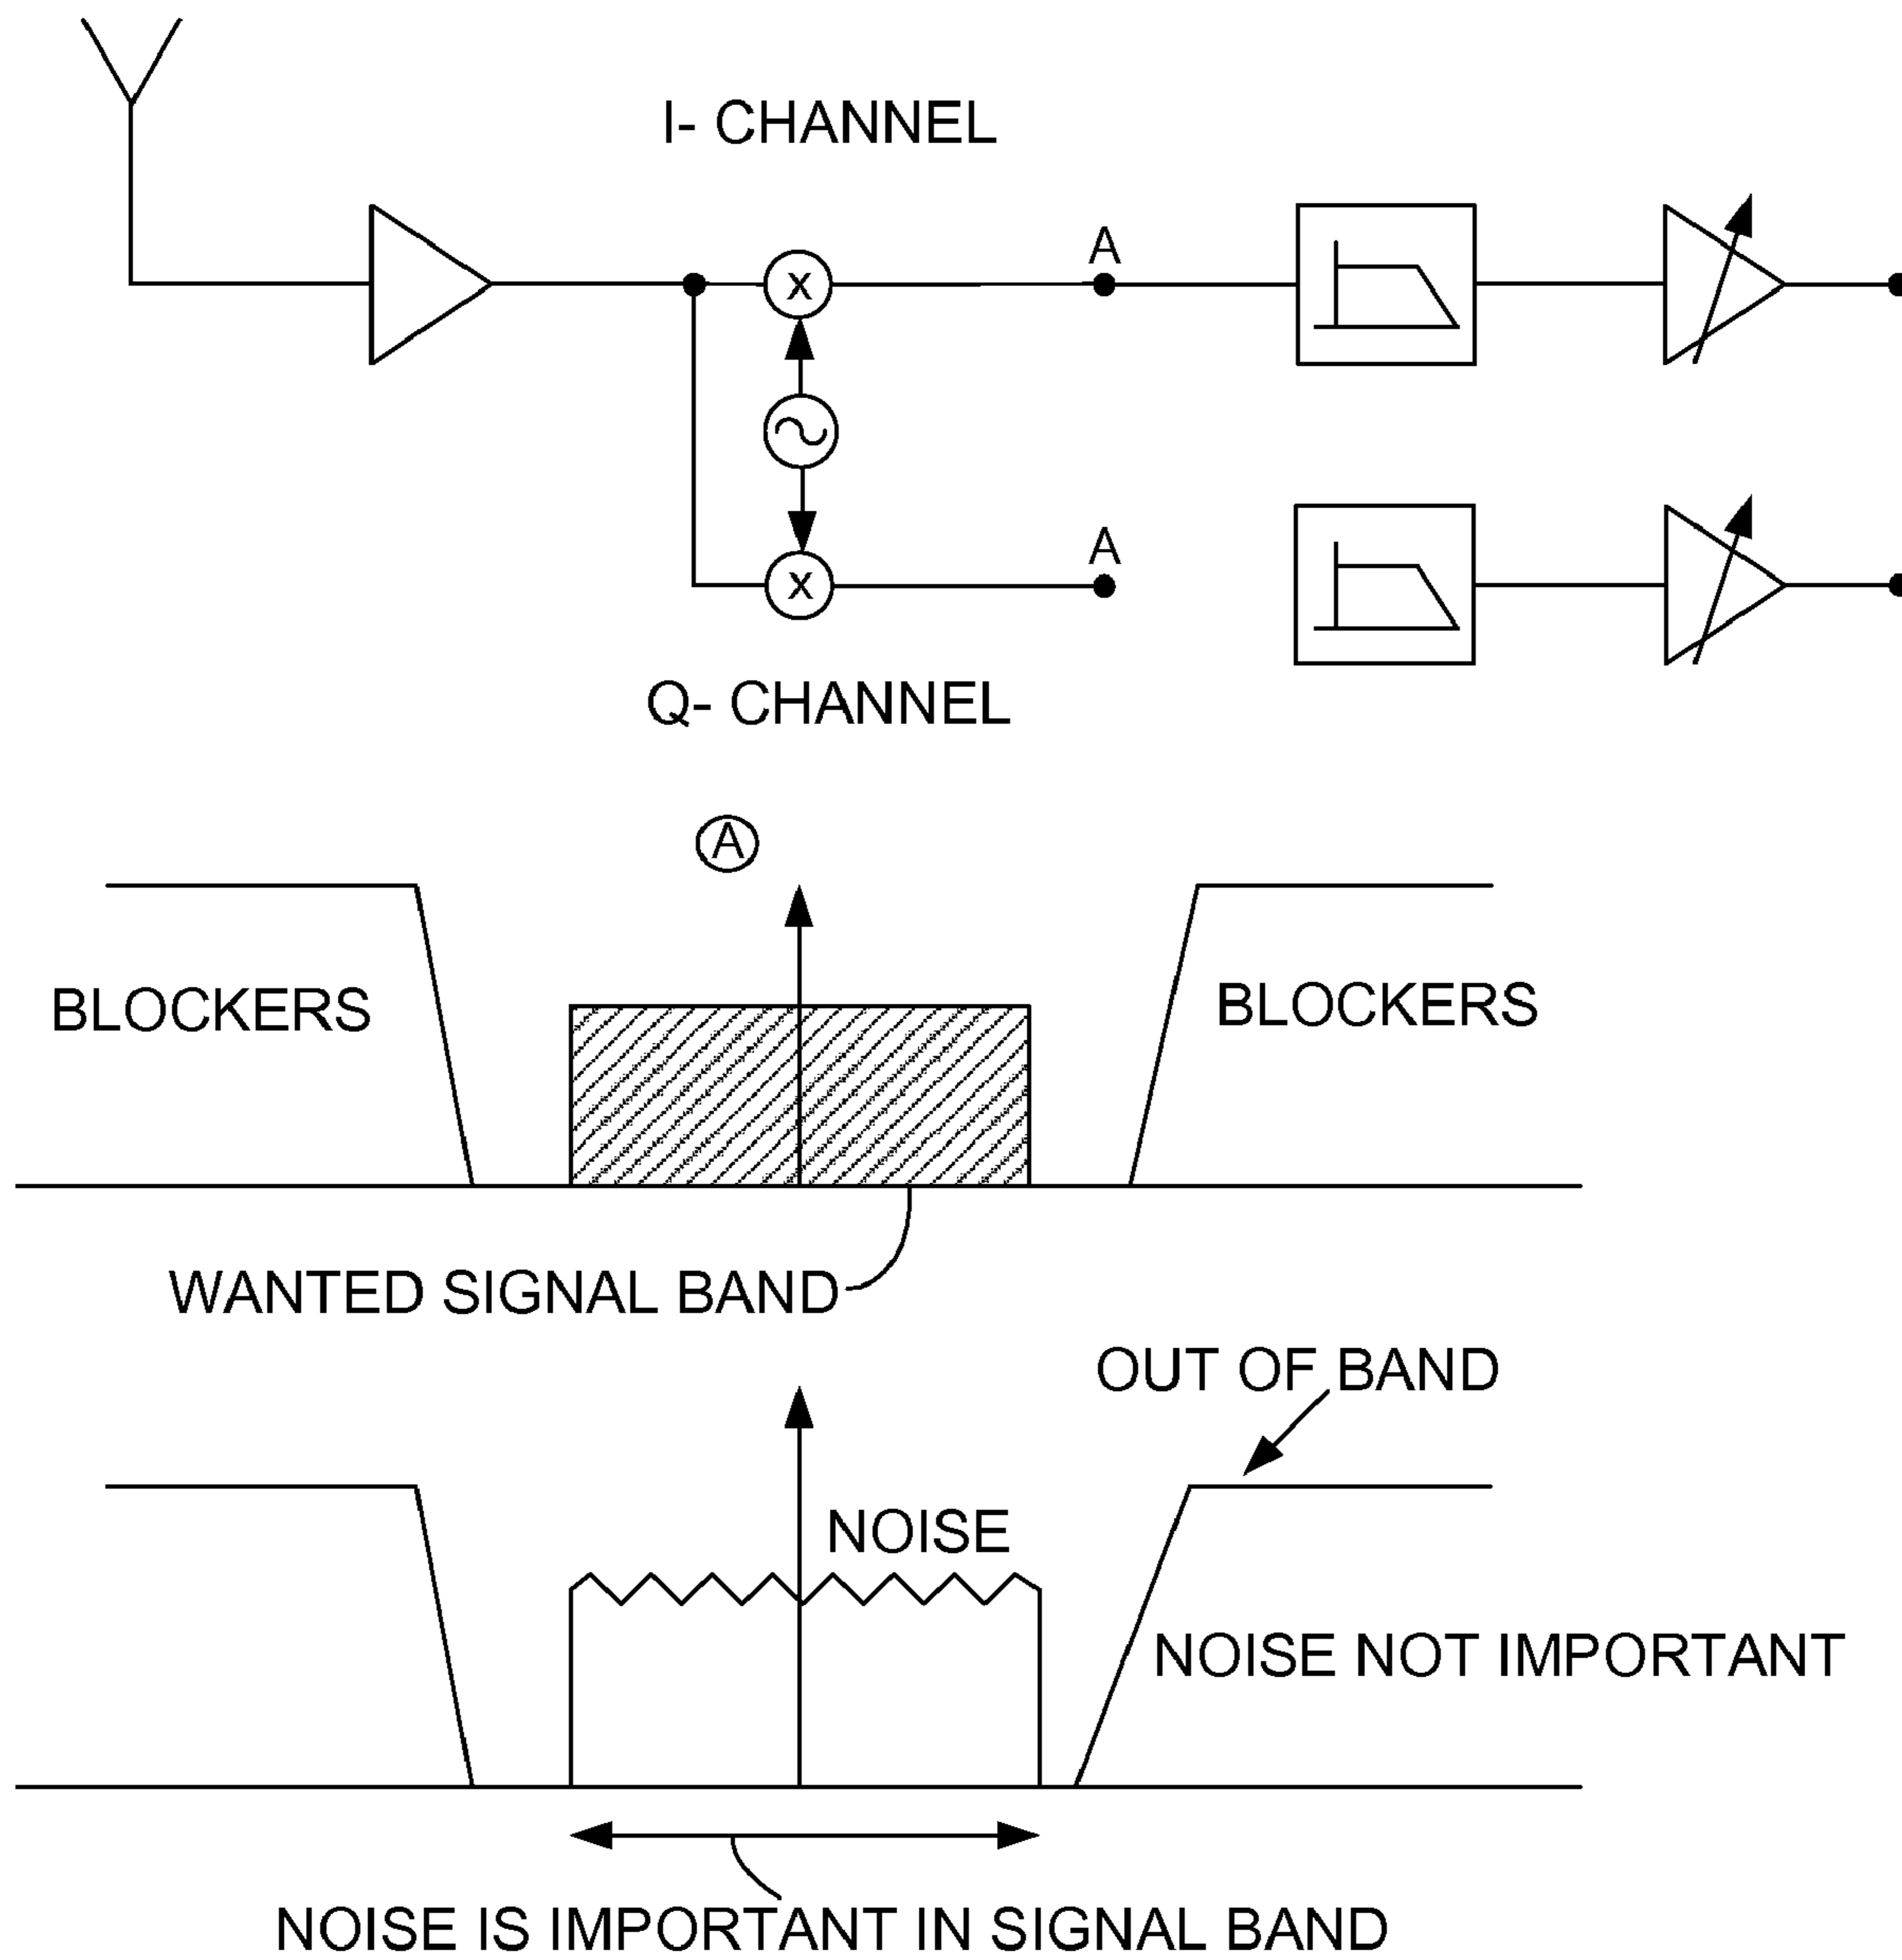 I- CHANNEL
A
X
X
A
Q- CHANNEL
A
BLOCKERS
BLOCKERS
WANTED SIGNAL BAND
OUT OF BAND
NOISE
NOISE NOT IMPORTANT
NOISE IS IMPORTANT IN SIGNAL BAND